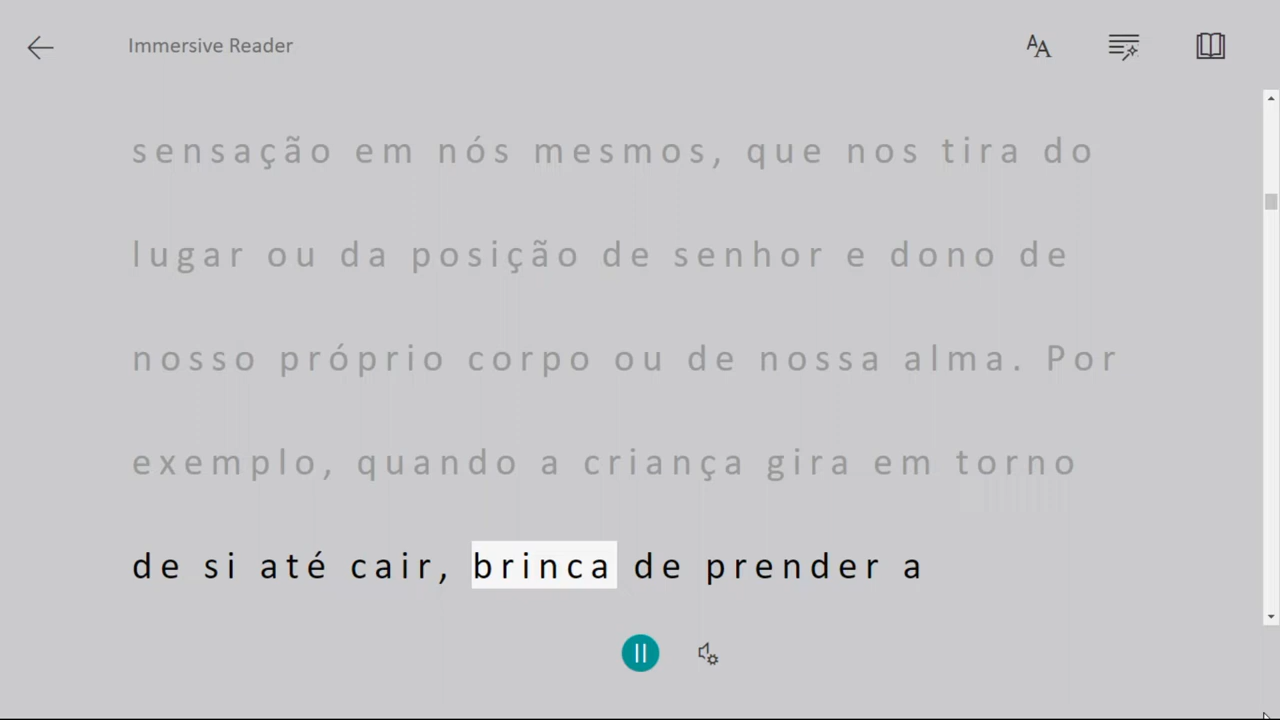 Immersive Reader
sensação em nós mesmos, que nos tira do
lugar ou da posição de senhor e dono de
nosso próprio corpo ou de nossa alma. Por
exemplo, quando a criança gira em torno
de si até cair, brinca de prender a